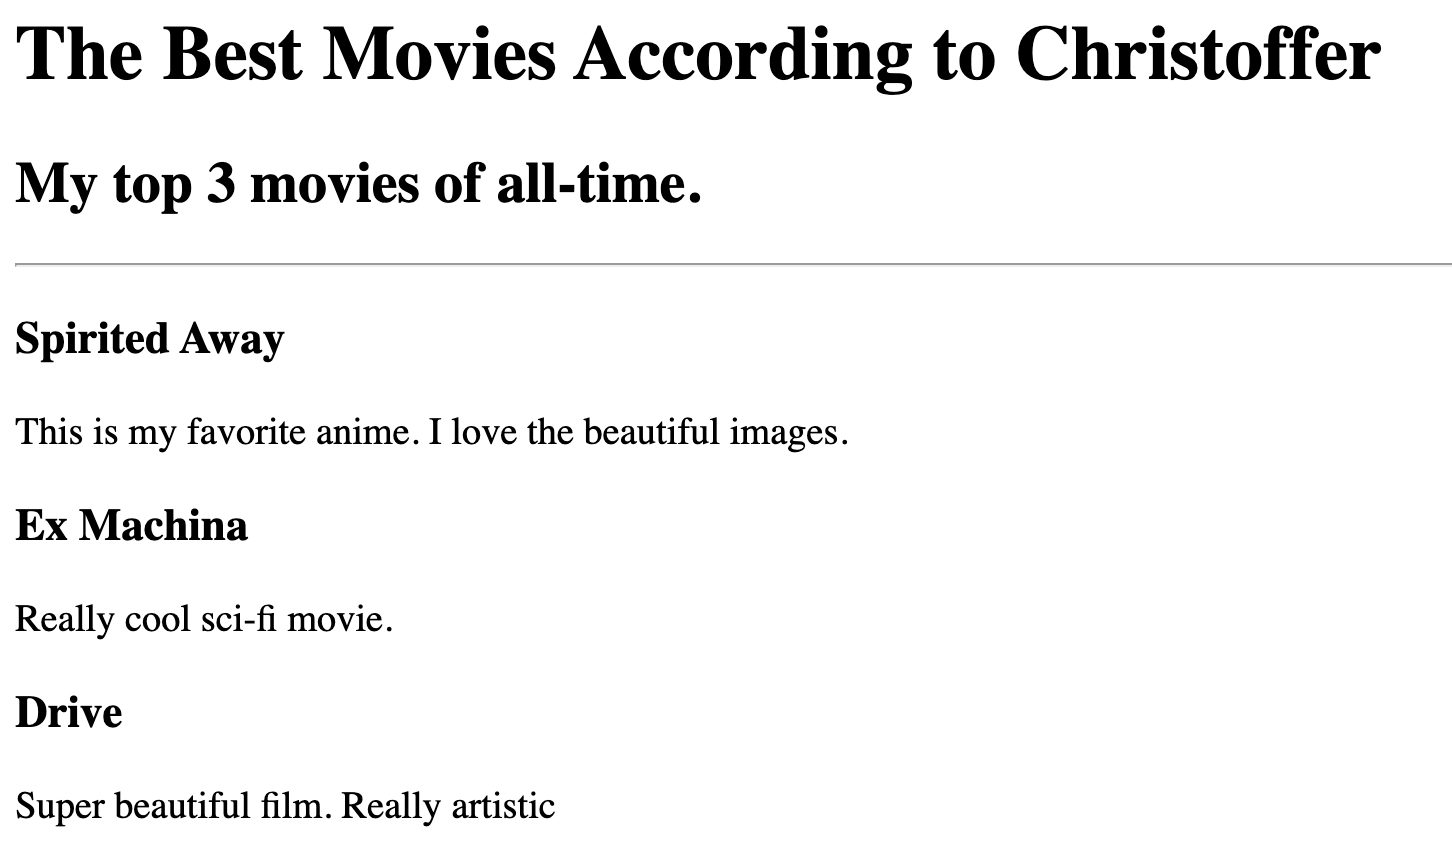 The Best Movies According to Christoffer
My top 3 movies of all-time.
Spirited Away
This is my favorite anime. I love the beautiful images.
Ex Machina
Really cool sci-fi movie.
Drive
Super beautiful film. Really artistic